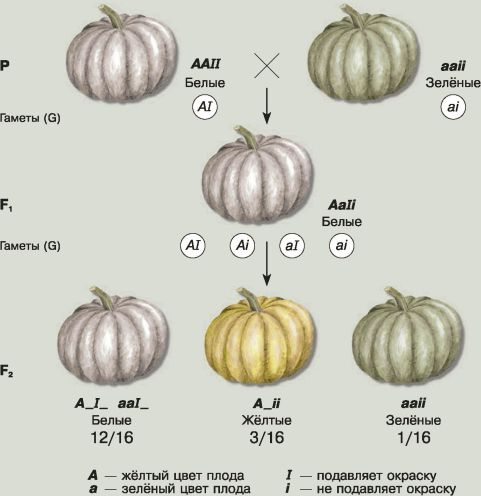 P
AAII
Белые
aaii
Зелёные
Гаметы (G)
AI
ai
F₁
AaIi
Белые
Гаметы (G)
AI
Ai
aI
ai
F₂
A_I_ aaI_
Белые
12/16
A_ii
Жёлтые
3/16
aaii
Зелёные
1/16
A — жёлтый цвет плода
I — подавляет окраску
a — зелёный цвет плода
i — не подавляет окраску